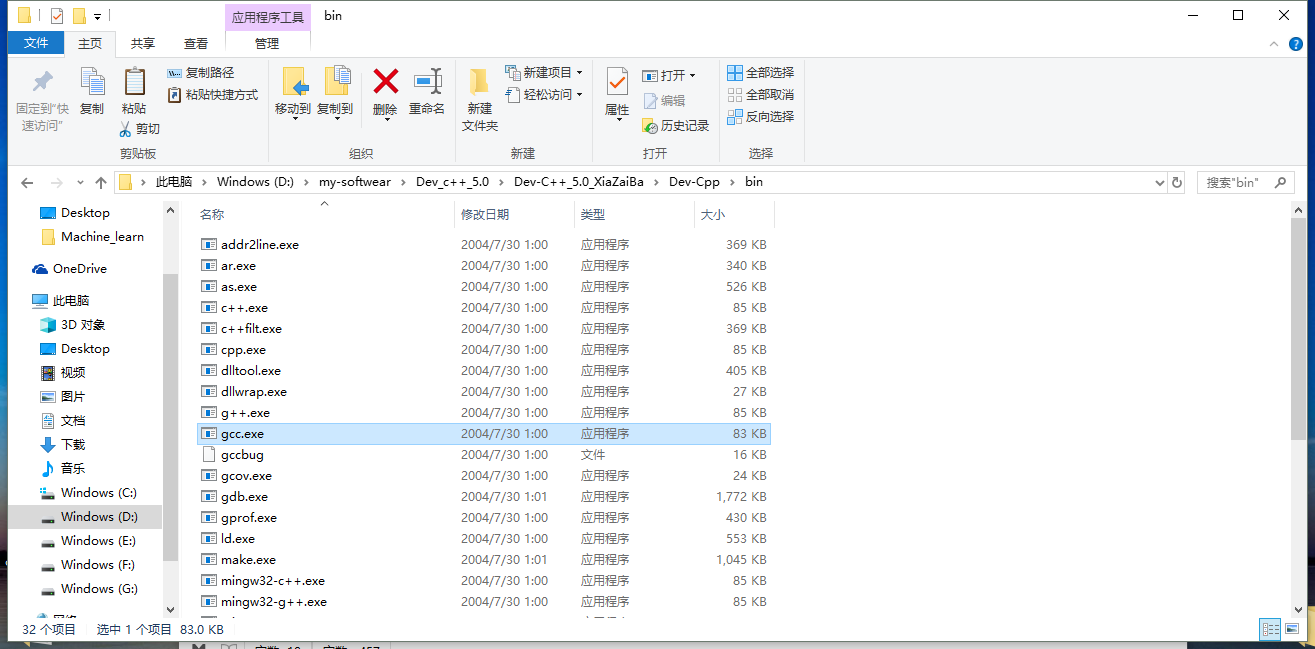 应用程序工具 bin
文件 主页 共享 查看 管理
固定到"快速访问"
复制
粘贴
复制路径
粘贴快捷方式
剪切
剪贴板
移动到
复制到
删除
重命名
组织
新建文件夹
新建项目
轻松访问
新建
属性
打开
编辑
历史记录
打开
全部选择
全部取消
反向选择
选择
此电脑 Windows (D:) my-softwear Dev_c++_5.0 Dev-C++_5.0_XiaZaiBa Dev-Cpp bin
搜索"bin"
Desktop
Machine_learn
OneDrive
此电脑
3D 对象
Desktop
视频
图片
文档
下载
音乐
Windows (C:)
Windows (D:)
Windows (E:)
Windows (F:)
Windows (G:)
名称 修改日期 类型 大小
addr2line.exe 2004/7/30 1:00 应用程序 369 KB
ar.exe 2004/7/30 1:00 应用程序 340 KB
as.exe 2004/7/30 1:00 应用程序 526 KB
c++.exe 2004/7/30 1:00 应用程序 85 KB
c++filt.exe 2004/7/30 1:00 应用程序 369 KB
cpp.exe 2004/7/30 1:00 应用程序 85 KB
dlltool.exe 2004/7/30 1:00 应用程序 405 KB
dllwrap.exe 2004/7/30 1:00 应用程序 27 KB
g++.exe 2004/7/30 1:00 应用程序 85 KB
gcc.exe 2004/7/30 1:00 应用程序 83 KB
gccbug 2004/7/30 1:00 文件 16 KB
gcov.exe 2004/7/30 1:00 应用程序 24 KB
gdb.exe 2004/7/30 1:01 应用程序 1,772 KB
gprof.exe 2004/7/30 1:00 应用程序 430 KB
ld.exe 2004/7/30 1:00 应用程序 553 KB
make.exe 2004/7/30 1:01 应用程序 1,045 KB
mingw32-c++.exe 2004/7/30 1:00 应用程序 85 KB
mingw32-g++.exe 2004/7/30 1:00 应用程序 85 KB
32 个项目 选中 1 个项目 83.0 KB